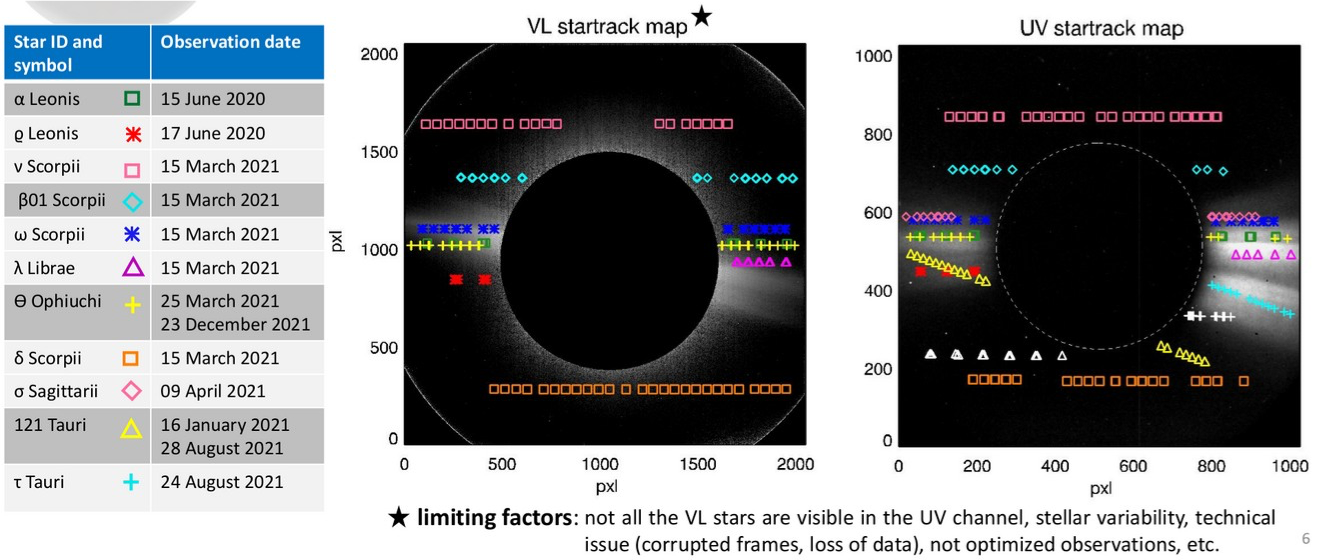 Star ID and symbol Observation date
α Leonis 15 June 2020
ϱ Leonis 17 June 2020
ν Scorpii 15 March 2021
β01 Scorpii 15 March 2021
ω Scorpii 15 March 2021
λ Librae 15 March 2021
Ѳ Ophiuchi 25 March 2021
23 December 2021
δ Scorpii 15 March 2021
σ Sagittarii 09 April 2021
121 Tauri 16 January 2021
28 August 2021
τ Tauri 24 August 2021
VL startrack map
2000
1500
1000
500
0
pxl
0 500 1000 1500 2000
pxl
UV startrack map
1000
800
600
400
200
0
0 200 400 600 800 1000
pxl
limiting factors: not all the VL stars are visible in the UV channel, stellar variability, technical
issue (corrupted frames, loss of data), not optimized observations, etc.
6